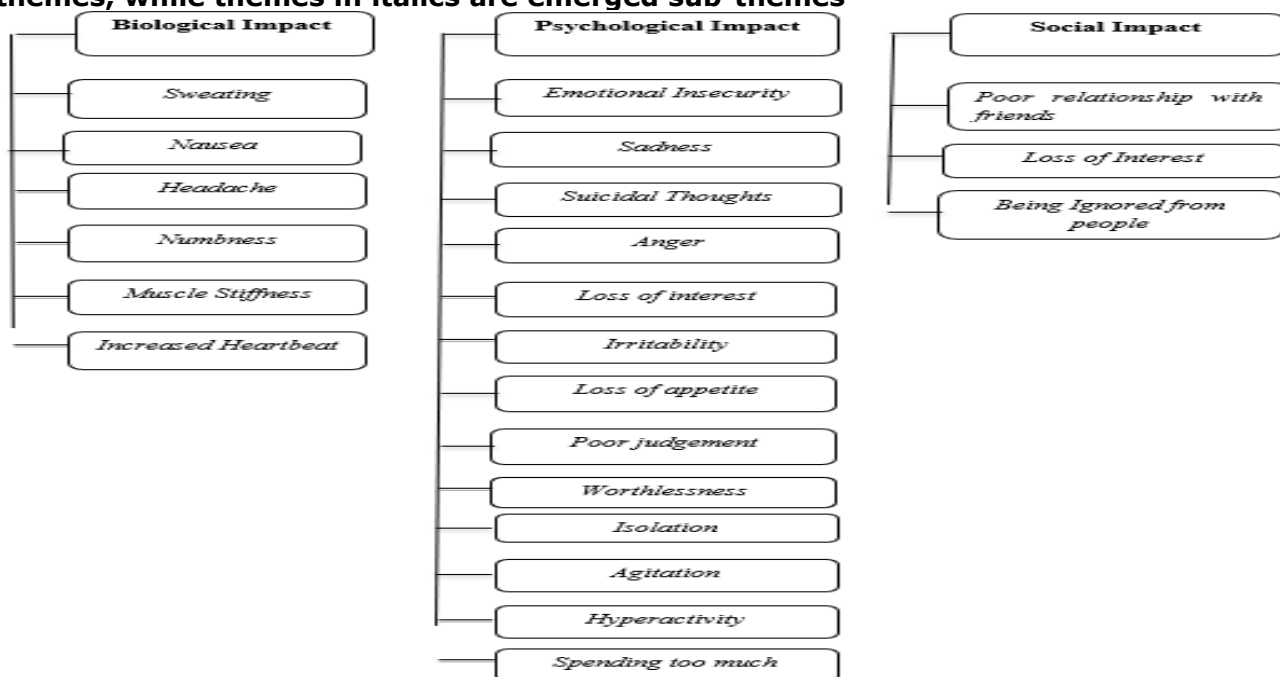 themes, while themes in italics are emerged sub-themes
Biological Impact
Sweating
Nausea
Headache
Numbness
Muscle Stiffness
Increased Heartbeat
Psychological Impact
Emotional Insecurity
Sadness
Suicidal Thoughts
Anger
Loss of interest
Irritability
Loss of appetite
Poor judgement
Worthlessness
Isolation
Agitation
Hyperactivity
Spending too much
Social Impact
Poor relationship with
friends
Loss of Interest
Being Ignored from
people